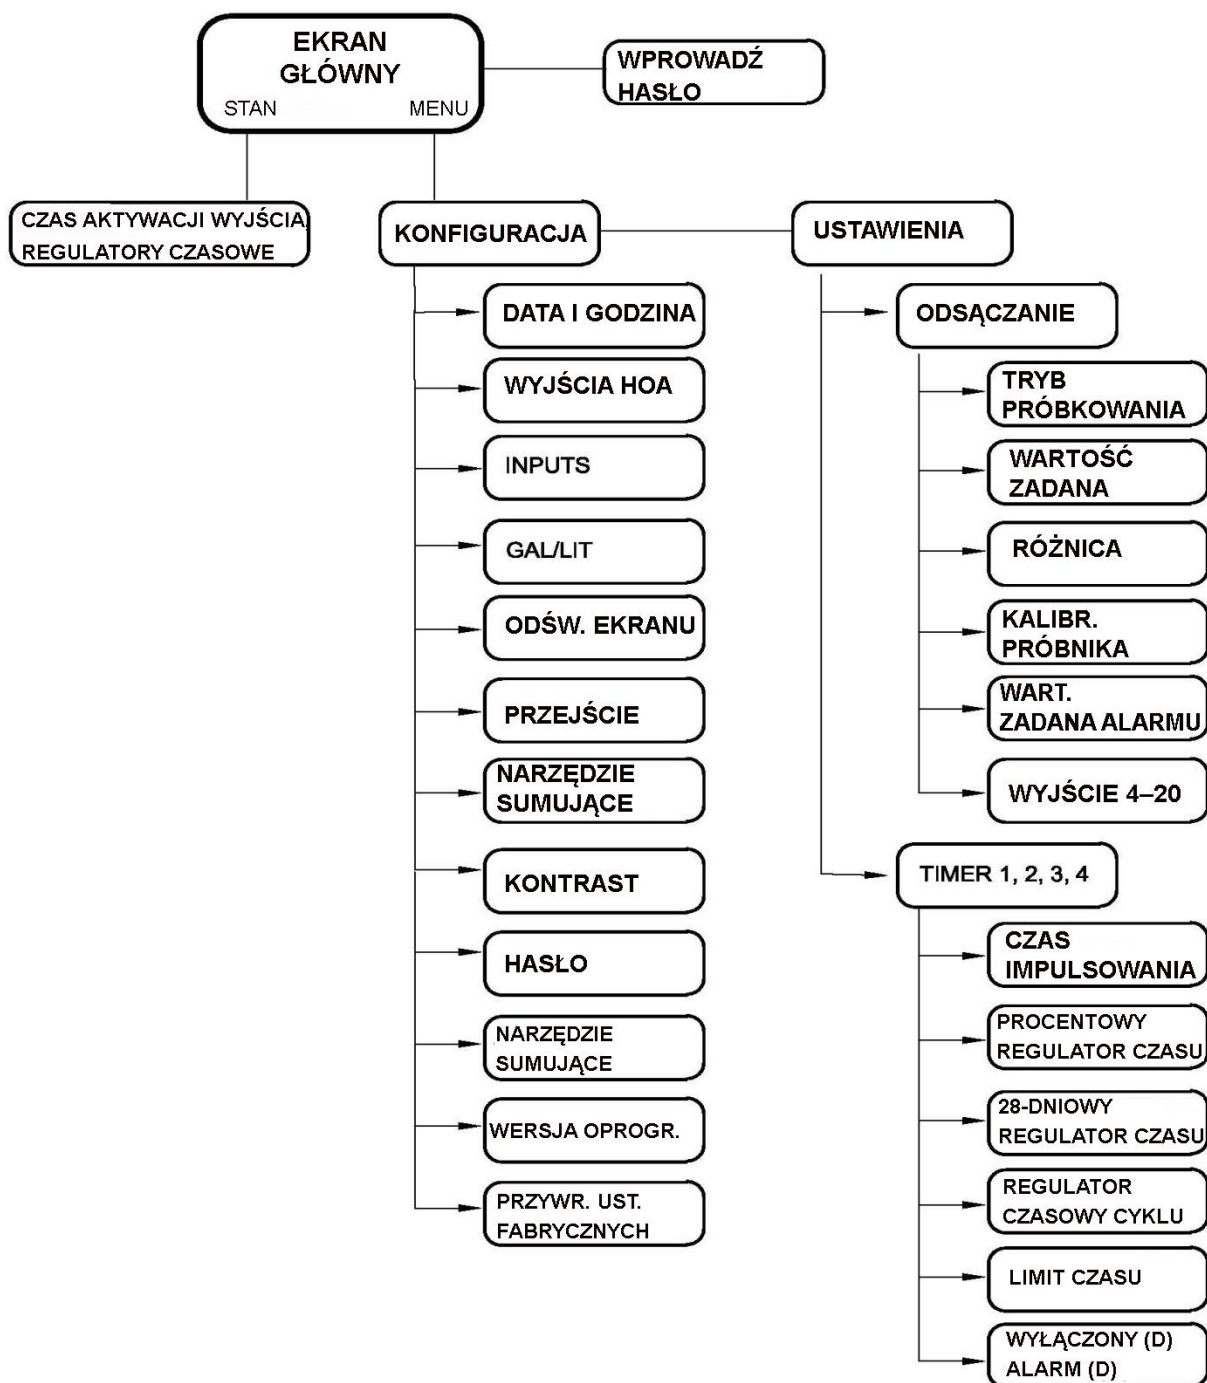 EKRAN
GŁÓWNY
STAN MENU
WPROWADŹ
HASŁO
CZAS AKTYWACJI WYJŚCIA,
REGULATORY CZASOWE
KONFIGURACJA
DATA I GODZINA
WYJŚCIA HOA
INPUTS
GAL/LIT
ODŚW. EKRANU
PRZEJŚCIE
NARZĘDZIE
SUMUJĄCE
KONTRAST
HASŁO
NARZĘDZIE
SUMUJĄCE
WERSJA OPROGR.
PRZYWR. UST.
FABRYCZNYCH
USTAWIENIA
ODSĄCZANIE
TRYB
PRÓBKOWANIA
WARTOŚĆ
ZADANA
RÓŻNICA
KALIBR.
PRÓBNIKA
WART.
ZADANA ALARMU
WYJŚCIE 4–20
TIMER 1, 2, 3, 4
CZAS
IMPULSOWANIA
PROCENTOWY
REGULATOR CZASU
28-DNIOWY
REGULATOR CZASU
REGULATOR
CZASOWY CYKLU
LIMIT CZASU
WYŁĄCZONY (D)
ALARM (D)